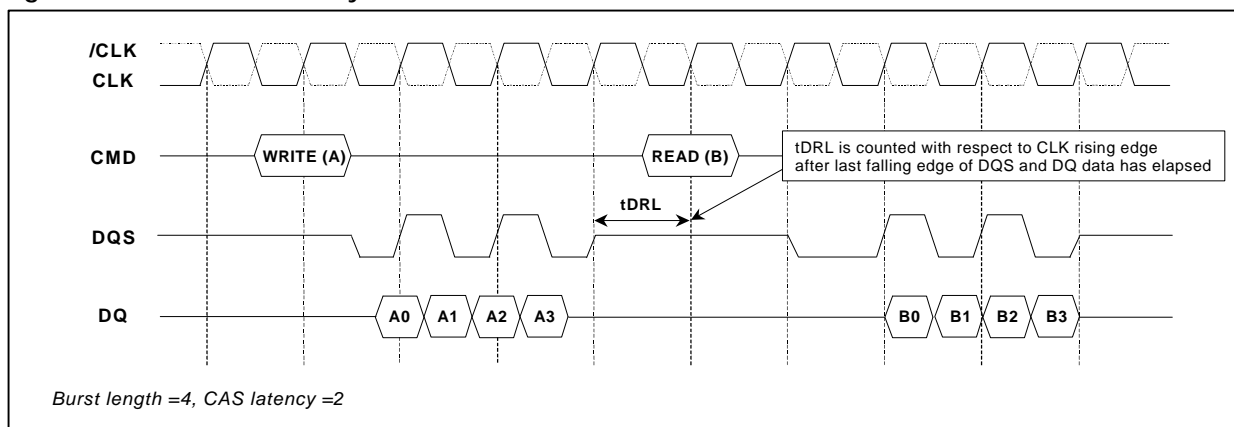 /CLK
CLK
CMD
WRITE (A)
READ (B)
tDRL is counted with respect to CLK rising edge
after last falling edge of DQS and DQ data has elapsed
tDRL
DQS
DQ
A0 A1 A2 A3
B0 B1 B2 B3
Burst length =4, CAS latency =2